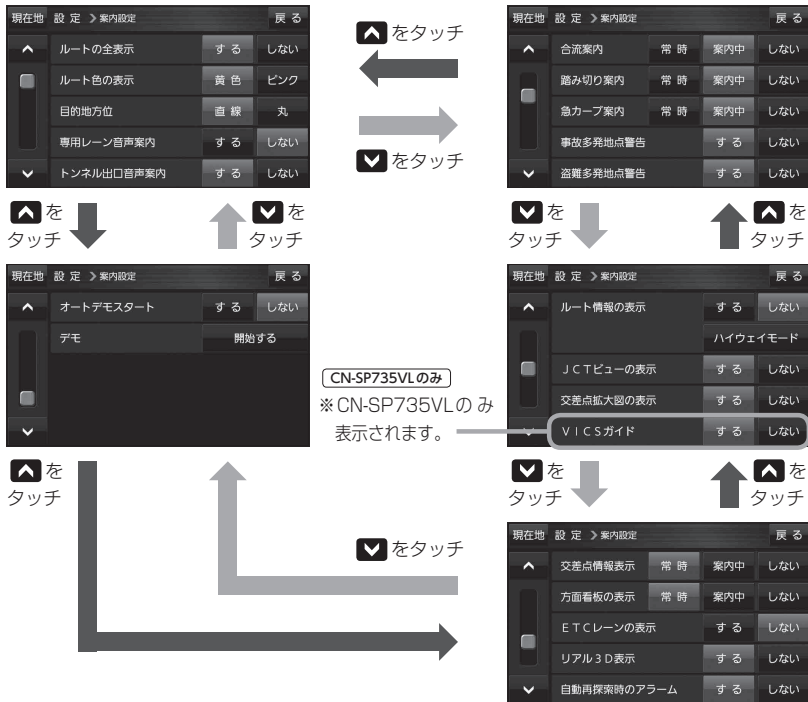 現在地 設 定 案内設定 戻 る
ルートの全表示 す る しない
ルート色の表示 黄 色 ピンク
目的地方位 直 線 丸
専用レーン音声案内 す る しない
トンネル出口音声案内 す る しない
をタッチ
をタッチ
現在地 設 定 案内設定 戻 る
合流案内 常 時 案内中 しない
踏み切り案内 常 時 案内中 しない
急カーブ案内 常 時 案内中 しない
事故多発地点警告 す る しない
盗難多発地点警告 す る しない
を
タッチ
を
タッチ
を
タッチ
を
タッチ
現在地 設 定 案内設定 戻 る
オートデモスタート す る しない
デモ 開始する
CN-SP735VLのみ
※CN-SP735VLのみ
表示されます。
現在地 設 定 案内設定 戻 る
ルート情報の表示 す る しない
ハイウェイモード
JCTビューの表示 す る しない
交差点拡大図の表示 す る しない
VICSガイド す る しない
を
タッチ
をタッチ
を
タッチ
を
タッチ
現在地 設 定 案内設定 戻 る
交差点情報表示 常 時 案内中 しない
方面看板の表示 常 時 案内中 しない
ETCレーンの表示 す る しない
リアル3D表示 す る しない
自動再探索時のアラーム す る しない